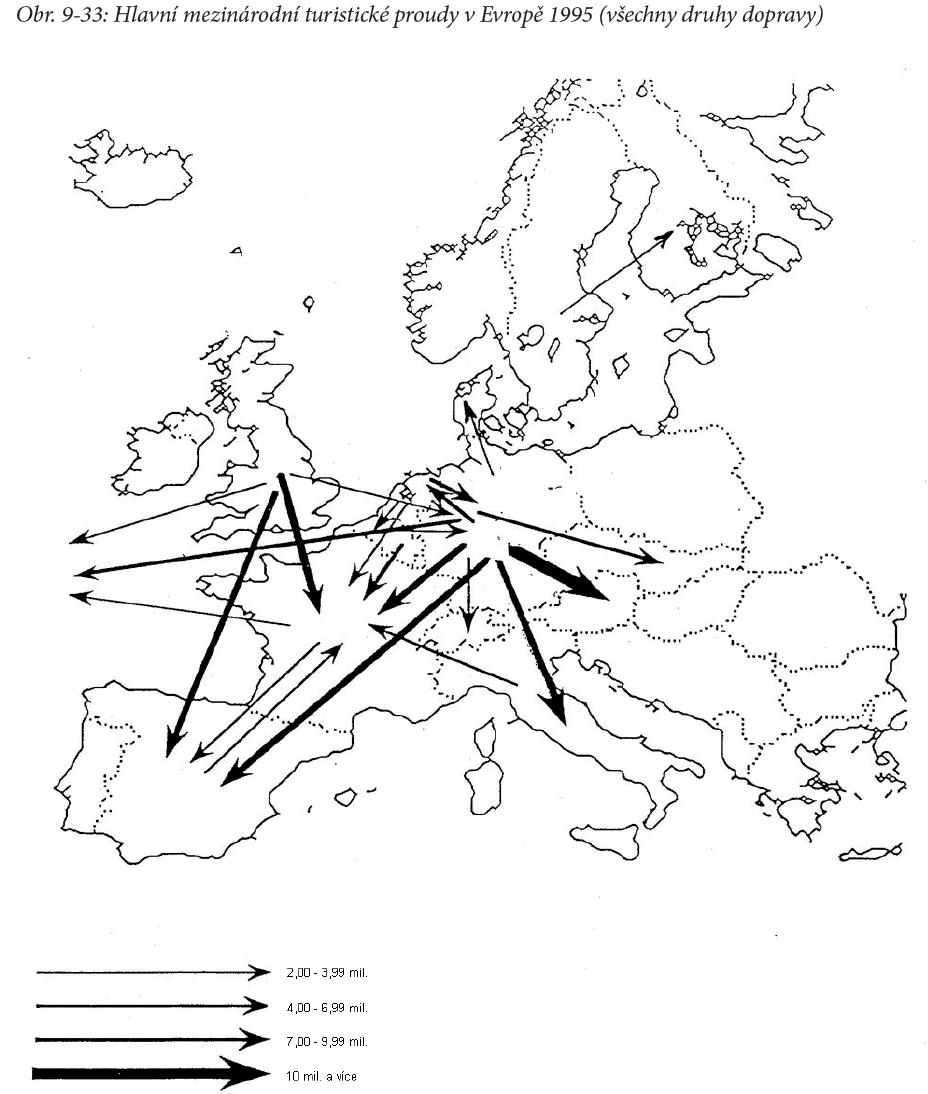 Obr. 9-33: Hlavní mezinárodní turistické proudy v Evropě 1995 (všechny druhy dopravy)
2,00 - 3,99 mil.
4,00 - 6,99 mil.
7,00 - 9,99 mil.
10 mil. a více